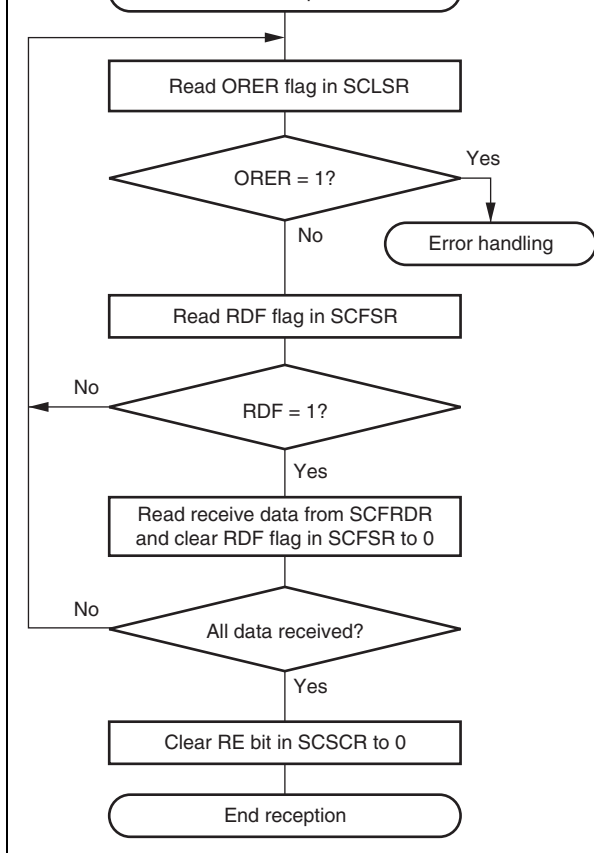 Read ORER flag in SCLSR
ORER = 1?
Yes
No
Error handling
Read RDF flag in SCFSR
No
RDF = 1?
Yes
Read receive data from SCFRDR
and clear RDF flag in SCFSR to 0
No
All data received?
Yes
Clear RE bit in SCSCR to 0
End reception